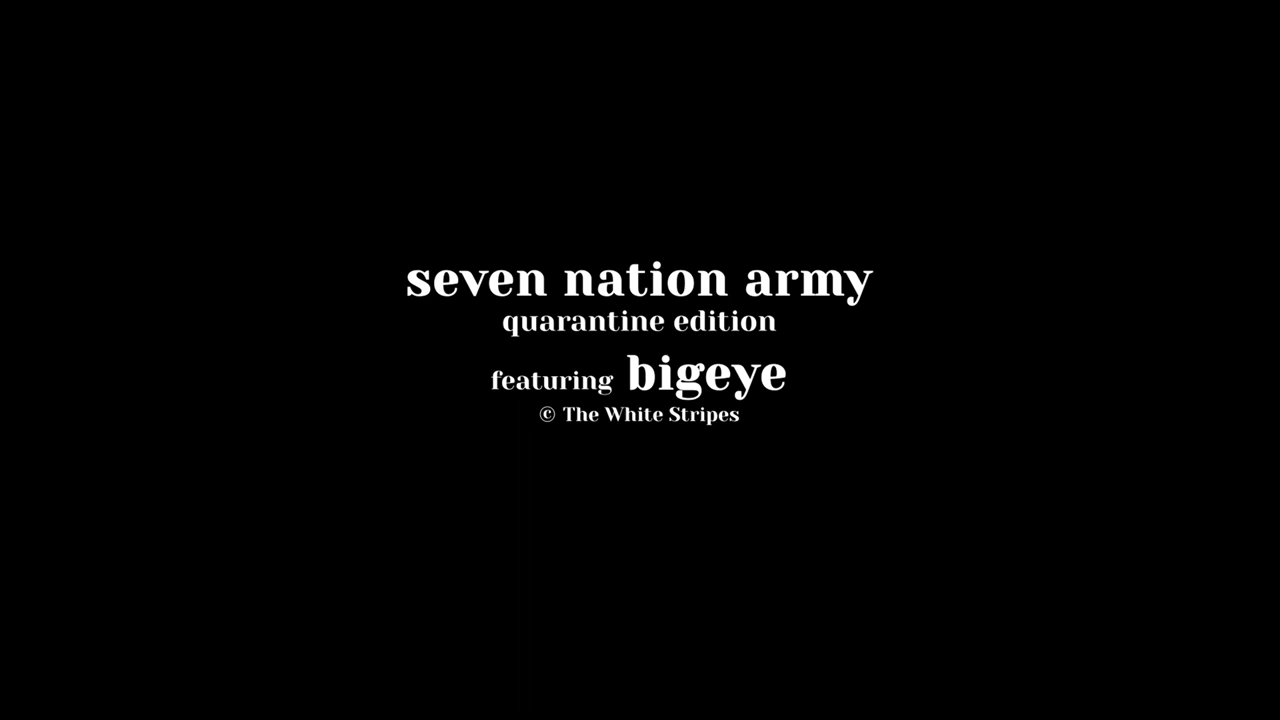 seven nation army
quarantine edition
featuring bigeye
© The White Stripes